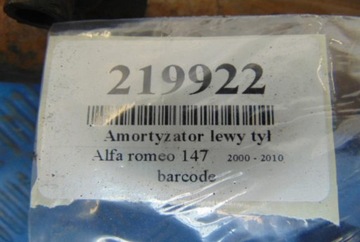 219922
Amortyzator lewy tył
Alfa romeo 147 2000 - 2010
barcode